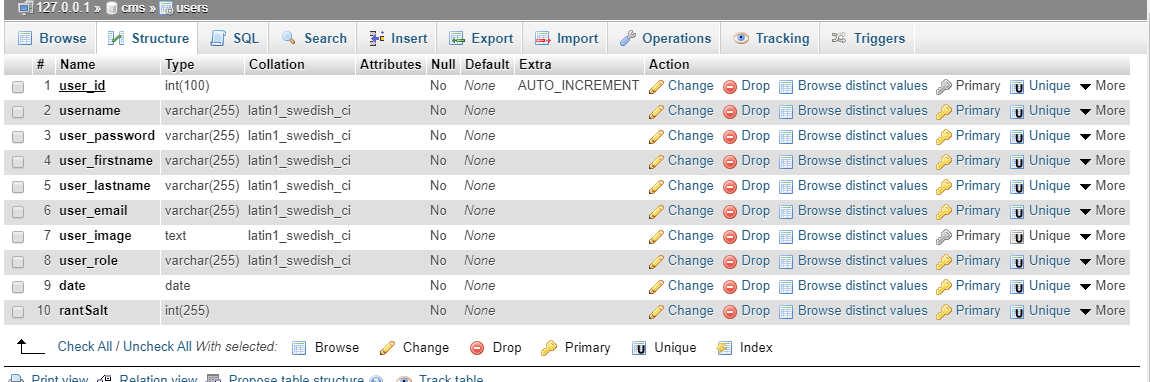 127.0.0.1 » cms » users
Browse Structure SQL Search Insert Export Import Operations Tracking Triggers
# Name Type Collation Attributes Null Default Extra Action
1 user_id int(100) No None AUTO_INCREMENT Change Drop Browse distinct values Primary Unique More
2 username varchar(255) latin1_swedish_ci No None Change Drop Browse distinct values Primary Unique More
3 user_password varchar(255) latin1_swedish_ci No None Change Drop Browse distinct values Primary Unique More
4 user_firstname varchar(255) latin1_swedish_ci No None Change Drop Browse distinct values Primary Unique More
5 user_lastname varchar(255) latin1_swedish_ci No None Change Drop Browse distinct values Primary Unique More
6 user_email varchar(255) latin1_swedish_ci No None Change Drop Browse distinct values Primary Unique More
7 user_image text latin1_swedish_ci No None Change Drop Browse distinct values Primary Unique More
8 user_role varchar(255) latin1_swedish_ci No None Change Drop Browse distinct values Primary Unique More
9 date date No None Change Drop Browse distinct values Primary Unique More
10 rantSalt int(255) No None Change Drop Browse distinct values Primary Unique More
Check All / Uncheck All With selected: Browse Change Drop Primary Unique Index
Print view Relation view Propose table structure Track table